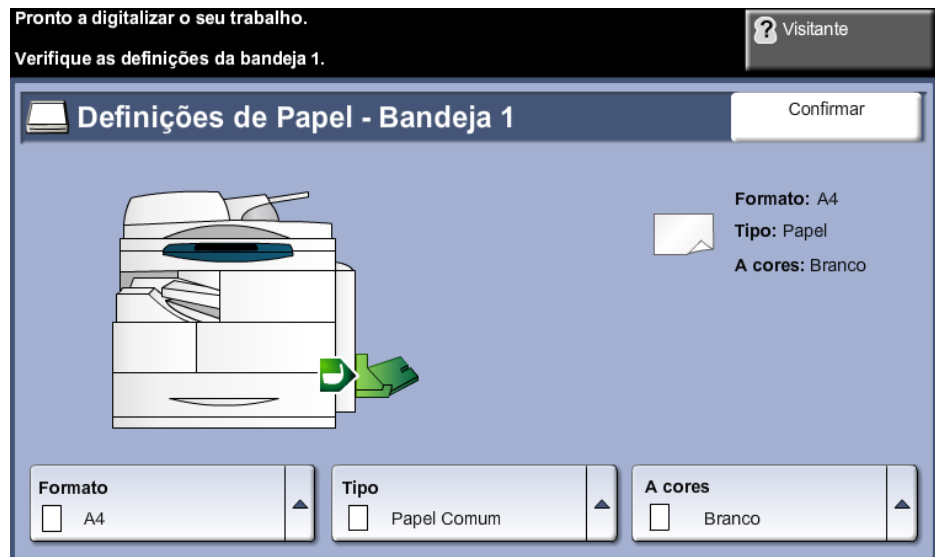 Pronto a digitalizar o seu trabalho.
Verifique as definições da bandeja 1.
Visitante
Definições de Papel - Bandeja 1
Confirmar
Formato: A4
Tipo: Papel
A cores: Branco
Formato
A4
Tipo
Papel Comum
A cores
Branco